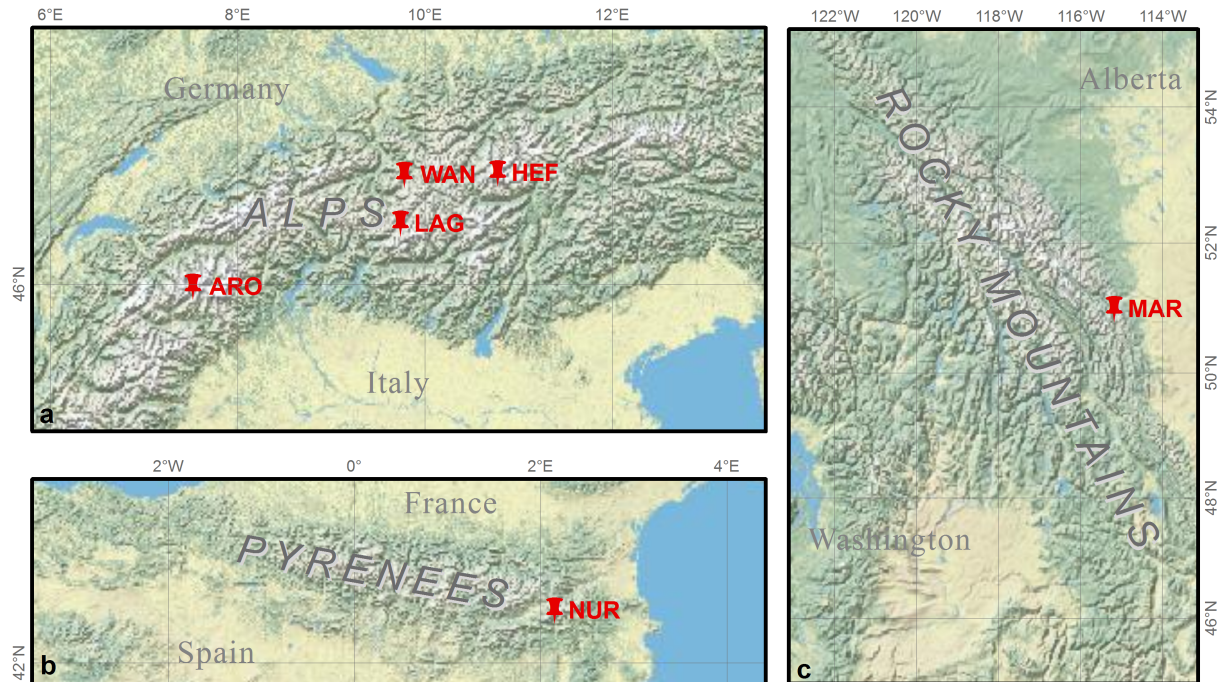 6°E 8°E 10°E 12°E
Germany
WAN HEF
ALPS LAG
46°N
ARO
Italy
a
2°W 0° 2°E 4°E
France
PYRENEES
NUR
Spain
42°N
b
122°W 120°W 118°W 116°W 114°W
Alberta
54°N
ROCKY MOUNTAINS
52°N
MAR
50°N
48°N
Washington
46°N
c